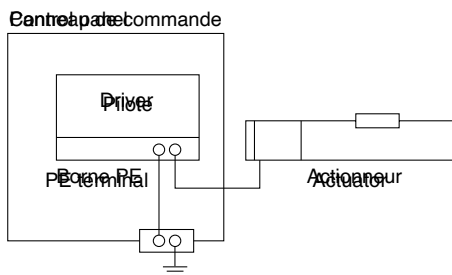 Control panel
Panneau de commande
Driver
Pilote
Borne PE
PE terminal
Actionneur
Actuator